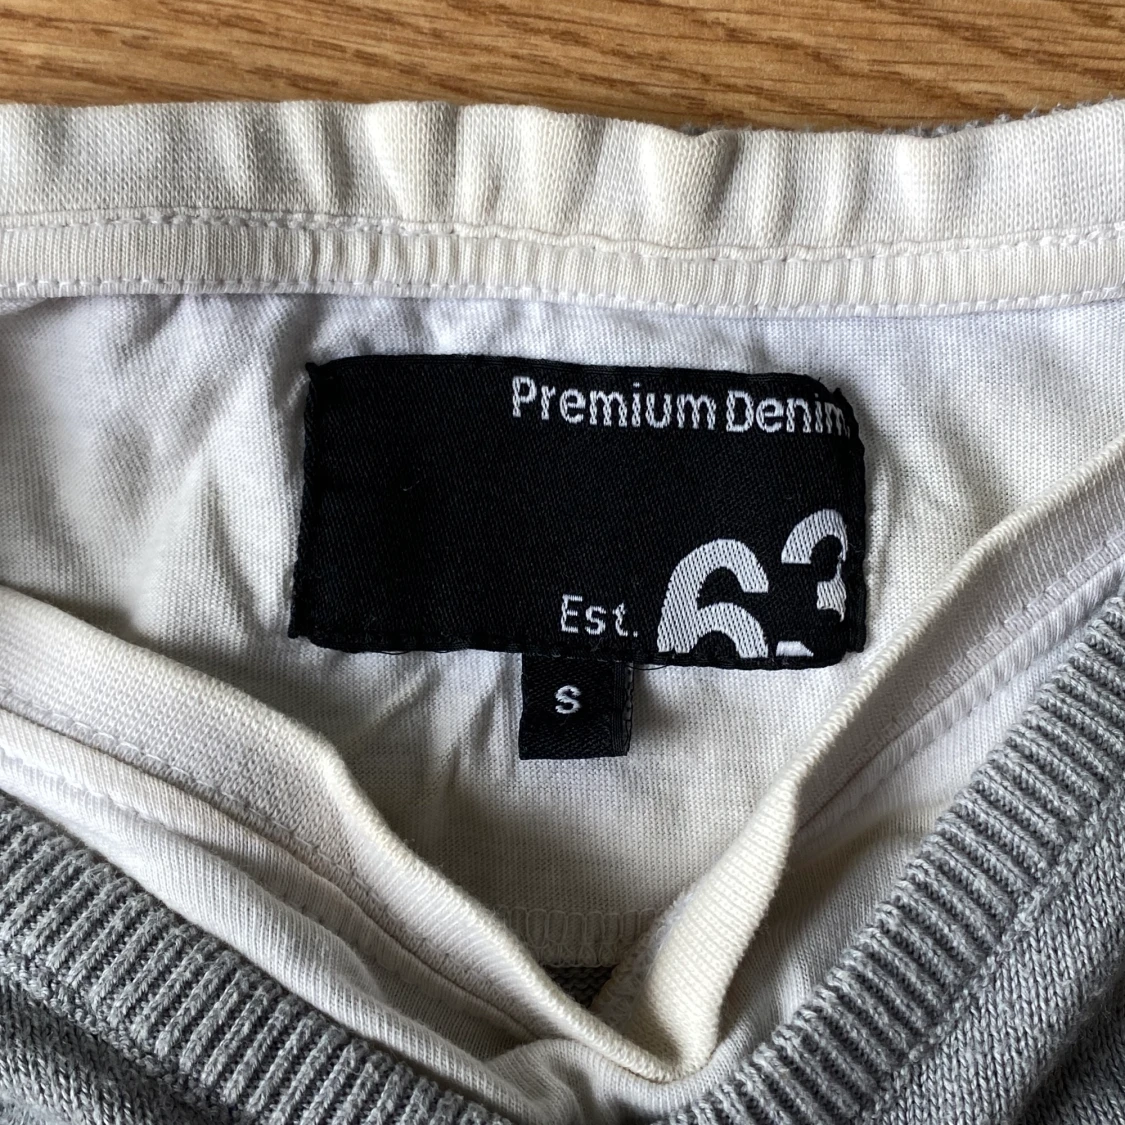 Premium Denim.
Est. 63
S